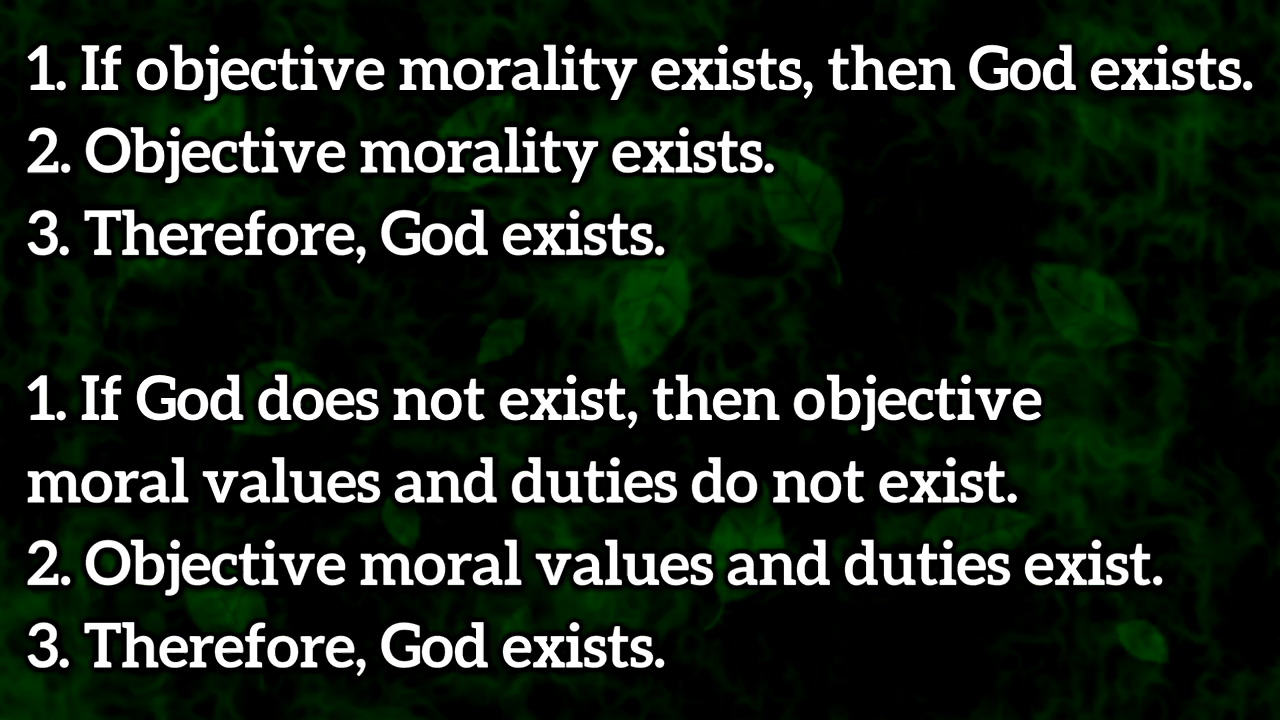 1. If objective morality exists, then God exists.
2. Objective morality exists.
3. Therefore, God exists.
1. If God does not exist, then objective
moral values and duties do not exist.
2. Objective moral values and duties exist.
3. Therefore, God exists.